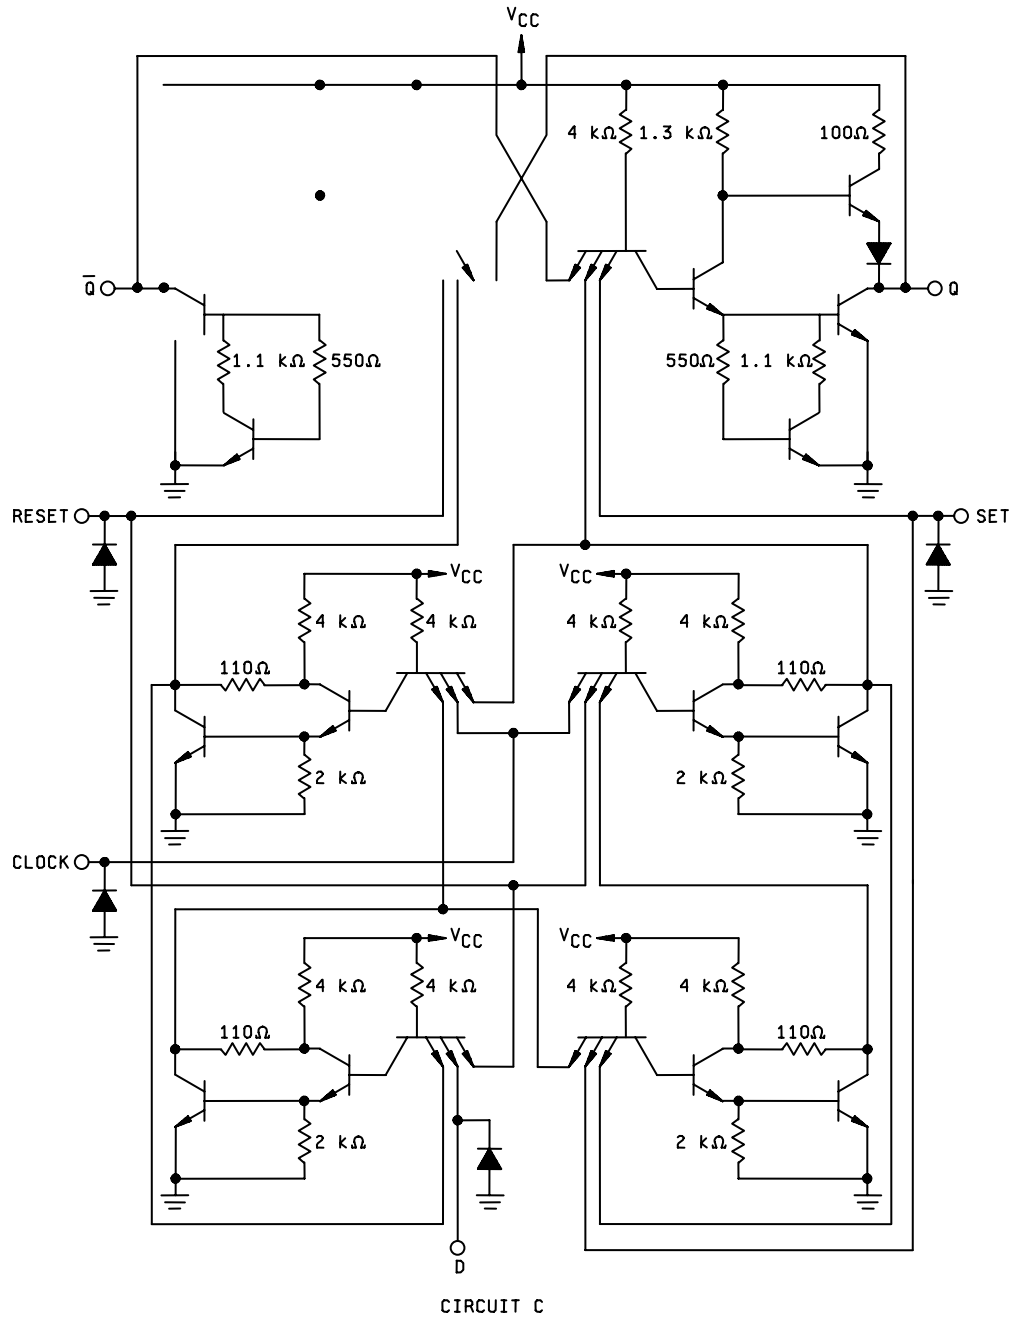 VCC
4 kΩ 1.3 kΩ 100Ω
Q̅ Q
1.1 kΩ 550Ω 550Ω 1.1 kΩ
RESET SET
VCC VCC
4 kΩ 4 kΩ 4 kΩ 4 kΩ
110Ω 110Ω
2 kΩ 2 kΩ
CLOCK
VCC VCC
4 kΩ 4 kΩ 4 kΩ 4 kΩ
110Ω 110Ω
2 kΩ 2 kΩ
D
CIRCUIT C